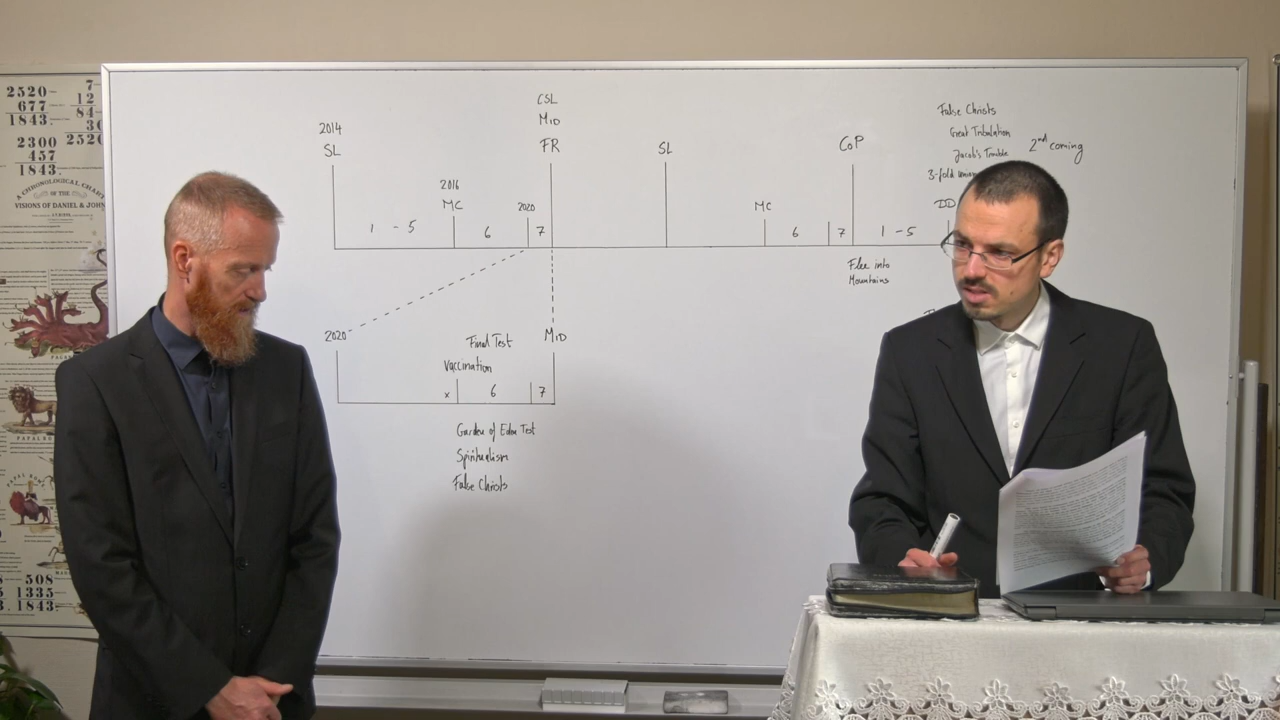 2520
677
1843.
2300
457
1843.
7
12
84
30
2520
A CHRONOLOGICAL CHART
OF THE
VISIONS OF DANIEL & JOHN
508
1335
1843.
2014
SL
2016
MC
2020
CSL
MID
FR
SL
MC
CoP
False Christs
Great Tribulation
Jacob's Trouble
3-fold
2nd coming
DD
1 - 5
6
7
6
7
1 - 5
Flee into
Mountains
2020
Final Test
Vaccination
MID
x
6
7
Garden of Eden Test
Spiritualism
False Christs